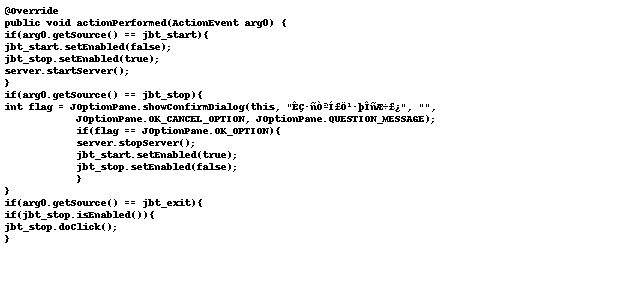 @Override
public void actionPerformed(ActionEvent arg0) {
if(arg0.getSource() == jbt_start){
jbt_start.setEnabled(false);
jbt_stop.setEnabled(true);
server.startServer();
}
if(arg0.getSource() == jbt_stop){
int flag = JOptionPane.showConfirmDialog(this, "ÊÇ·ñÒªÍ£Ö¹·þÎñÆ÷£¿", "",
JOptionPane.OK_CANCEL_OPTION, JOptionPane.QUESTION_MESSAGE);
if(flag == JOptionPane.OK_OPTION){
server.stopServer();
jbt_start.setEnabled(true);
jbt_stop.setEnabled(false);
}
}
if(arg0.getSource() == jbt_exit){
if(jbt_stop.isEnabled()){
jbt_stop.doClick();
}